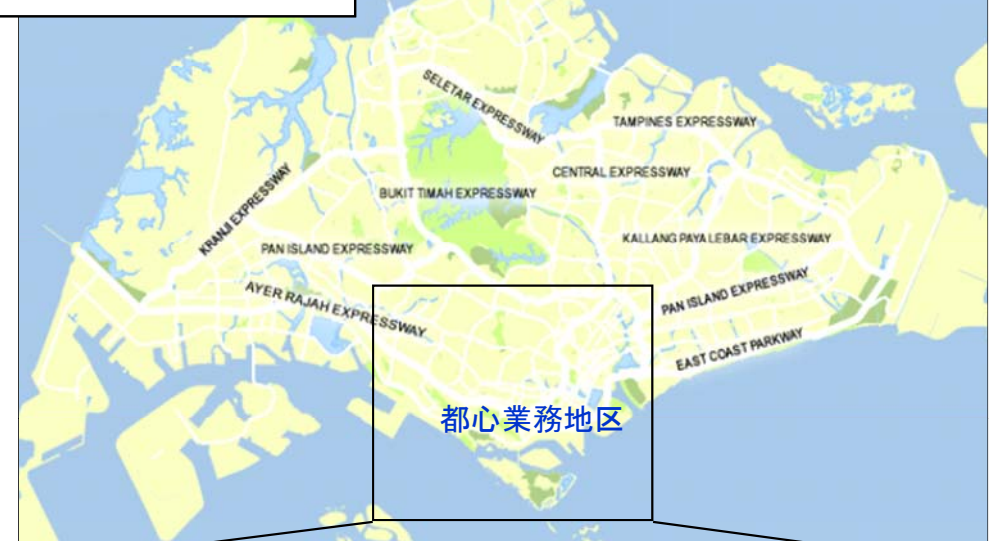 SELETAR EXPRESSWAY
TAMPINES EXPRESSWAY
CENTRAL EXPRESSWAY
BUKIT TIMAH EXPRESSWAY
KRANJI EXPRESSWAY
KALLANG PAYA LEBAR EXPRESSWAY
PAN ISLAND EXPRESSWAY
PAN ISLAND EXPRESSWAY
AYER RAJAH EXPRESSWAY
EAST COAST PARKWAY
都心業務地区